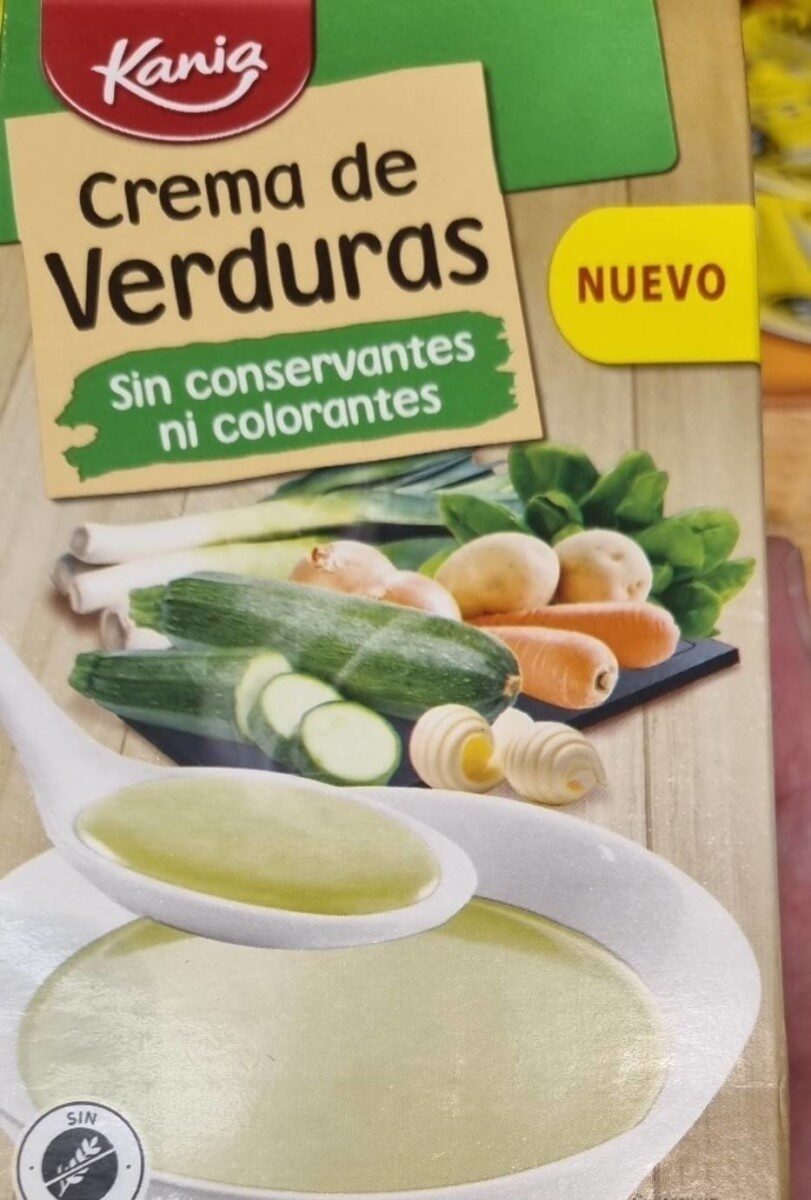 Kania
Crema de
Verduras
Sin conservantes
ni colorantes
NUEVO
SIN